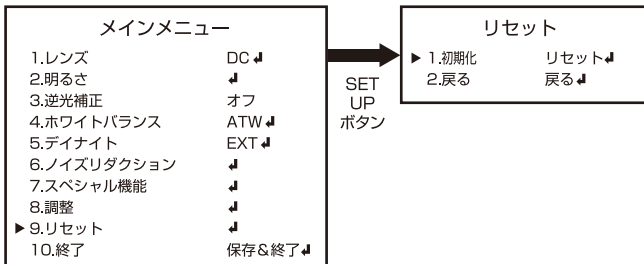 メインメニュー
1.レンズ DC↲
2.明るさ ↲
3.逆光補正 オフ
4.ホワイトバランス ATW↲
5.デイナイト EXT↲
6.ノイズリダクション ↲
7.スペシャル機能 ↲
8.調整 ↲
▶ 9.リセット ↲
10.終了 保存&終了↲
SET
UP
ボタン
リセット
▶ 1.初期化 リセット↲
2.戻る 戻る↲